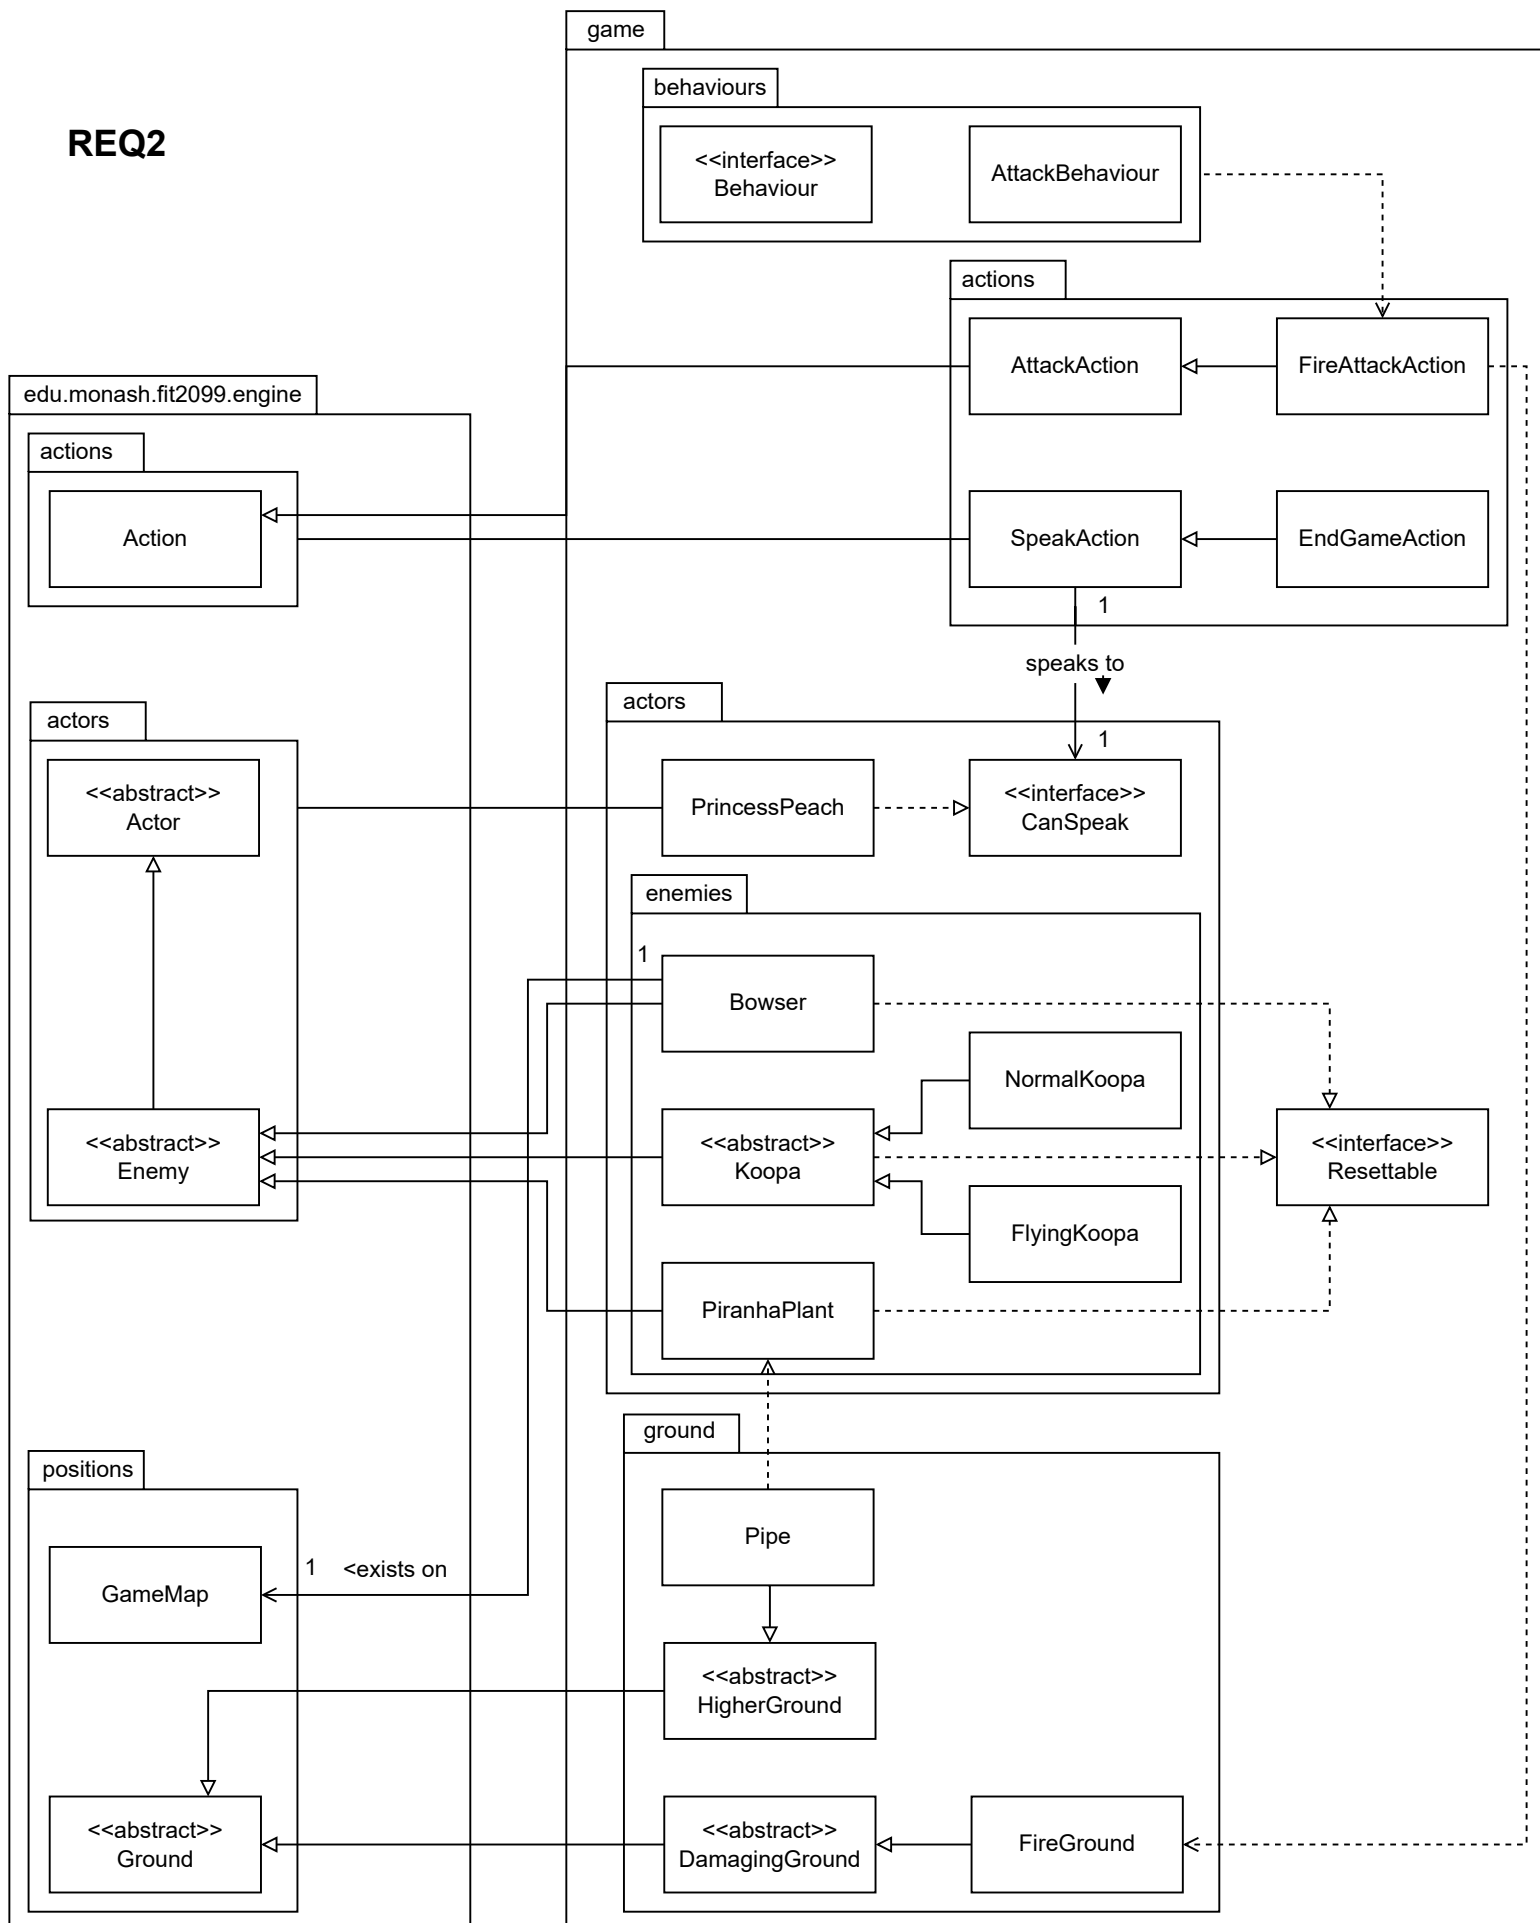 game
behaviours
REQ2
<<interface>>
Behaviour
AttackBehaviour
actions
AttackAction
FireAttackAction
edu.monash.fit2099.engine
actions
Action
SpeakAction
EndGameAction
1
speaks to
actors
actors
1
<<abstract>>
Actor
PrincessPeach
<<interface>>
CanSpeak
enemies
1
Bowser
NormalKoopa
<<abstract>>
Enemy
<<abstract>>
Koopa
<<interface>>
Resettable
FlyingKoopa
PiranhaPlant
ground
positions
Pipe
1
<exists on
GameMap
<<abstract>>
HigherGround
<<abstract>>
Ground
<<abstract>>
DamagingGround
FireGround